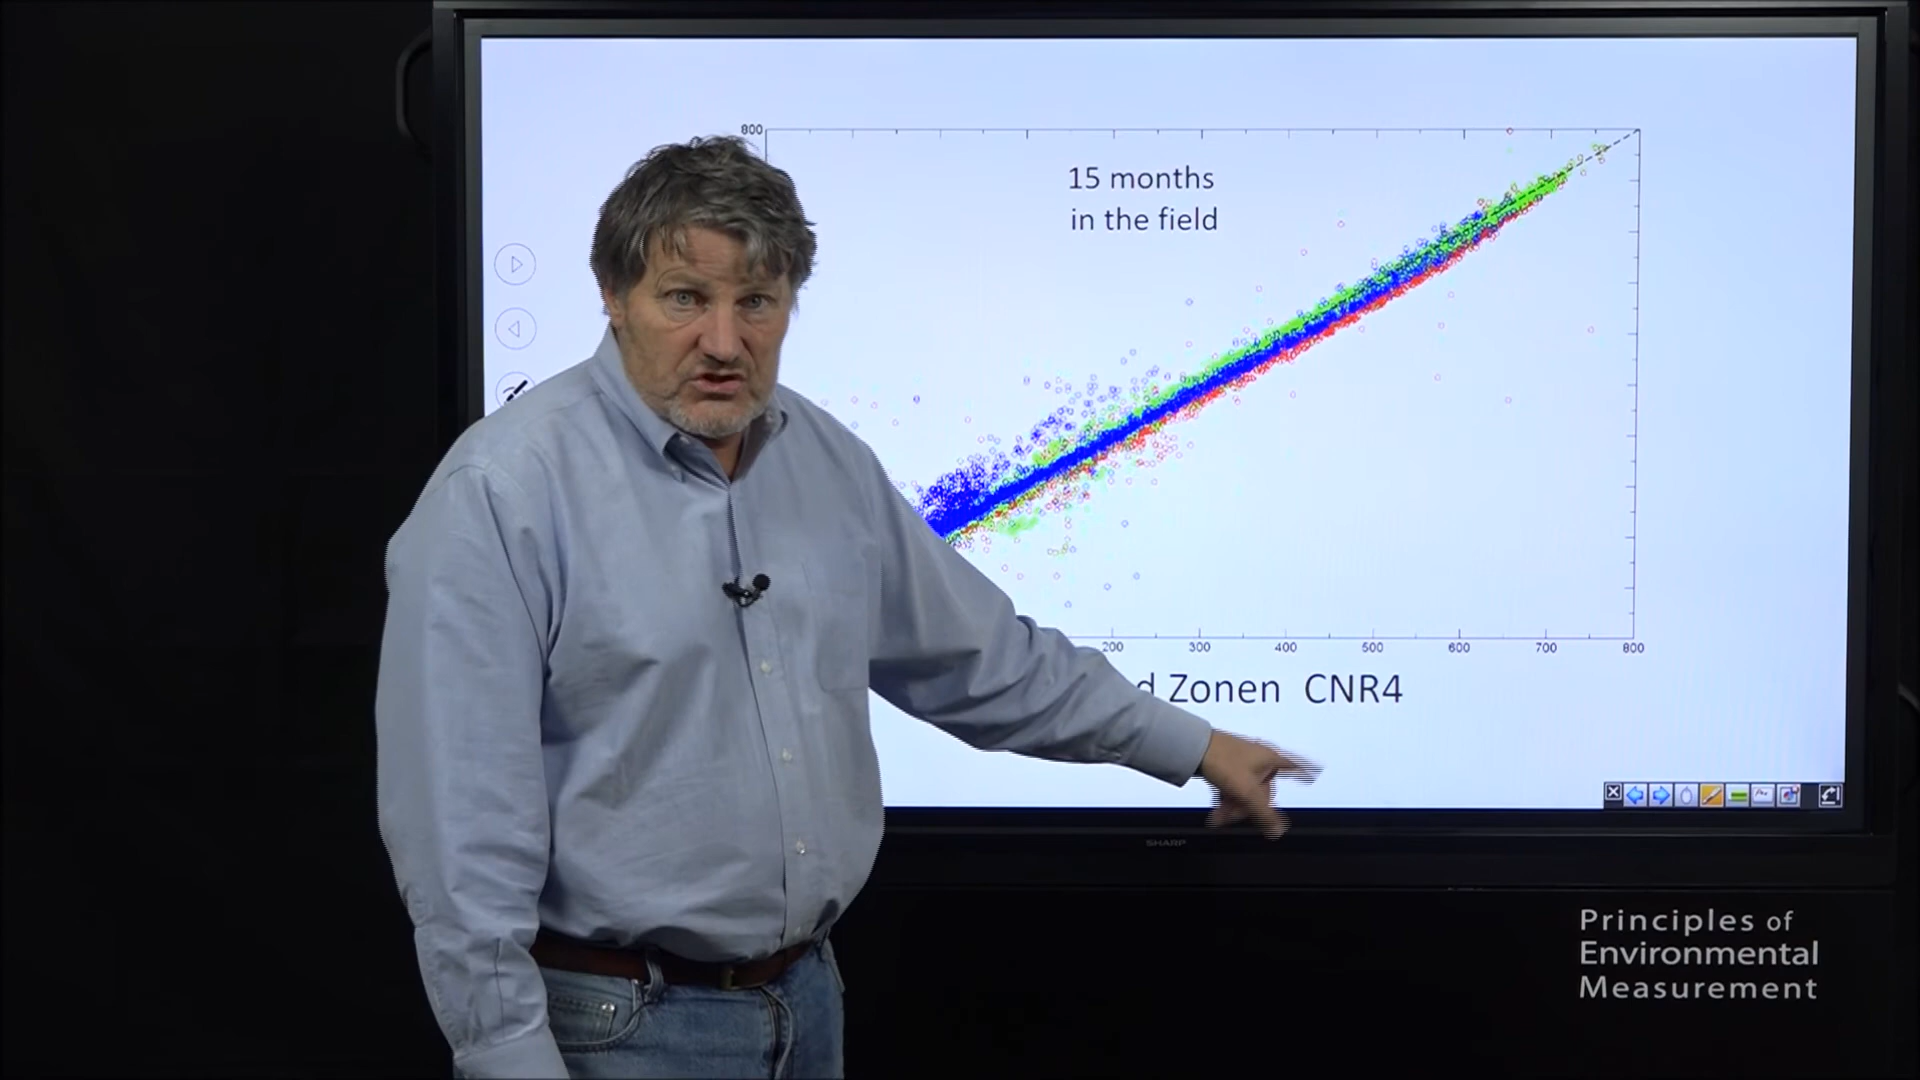 800
15 months
in the field
200 300 400 500 600 700 800
d Zonen CNR4
SHARP
Principles of
Environmental
Measurement